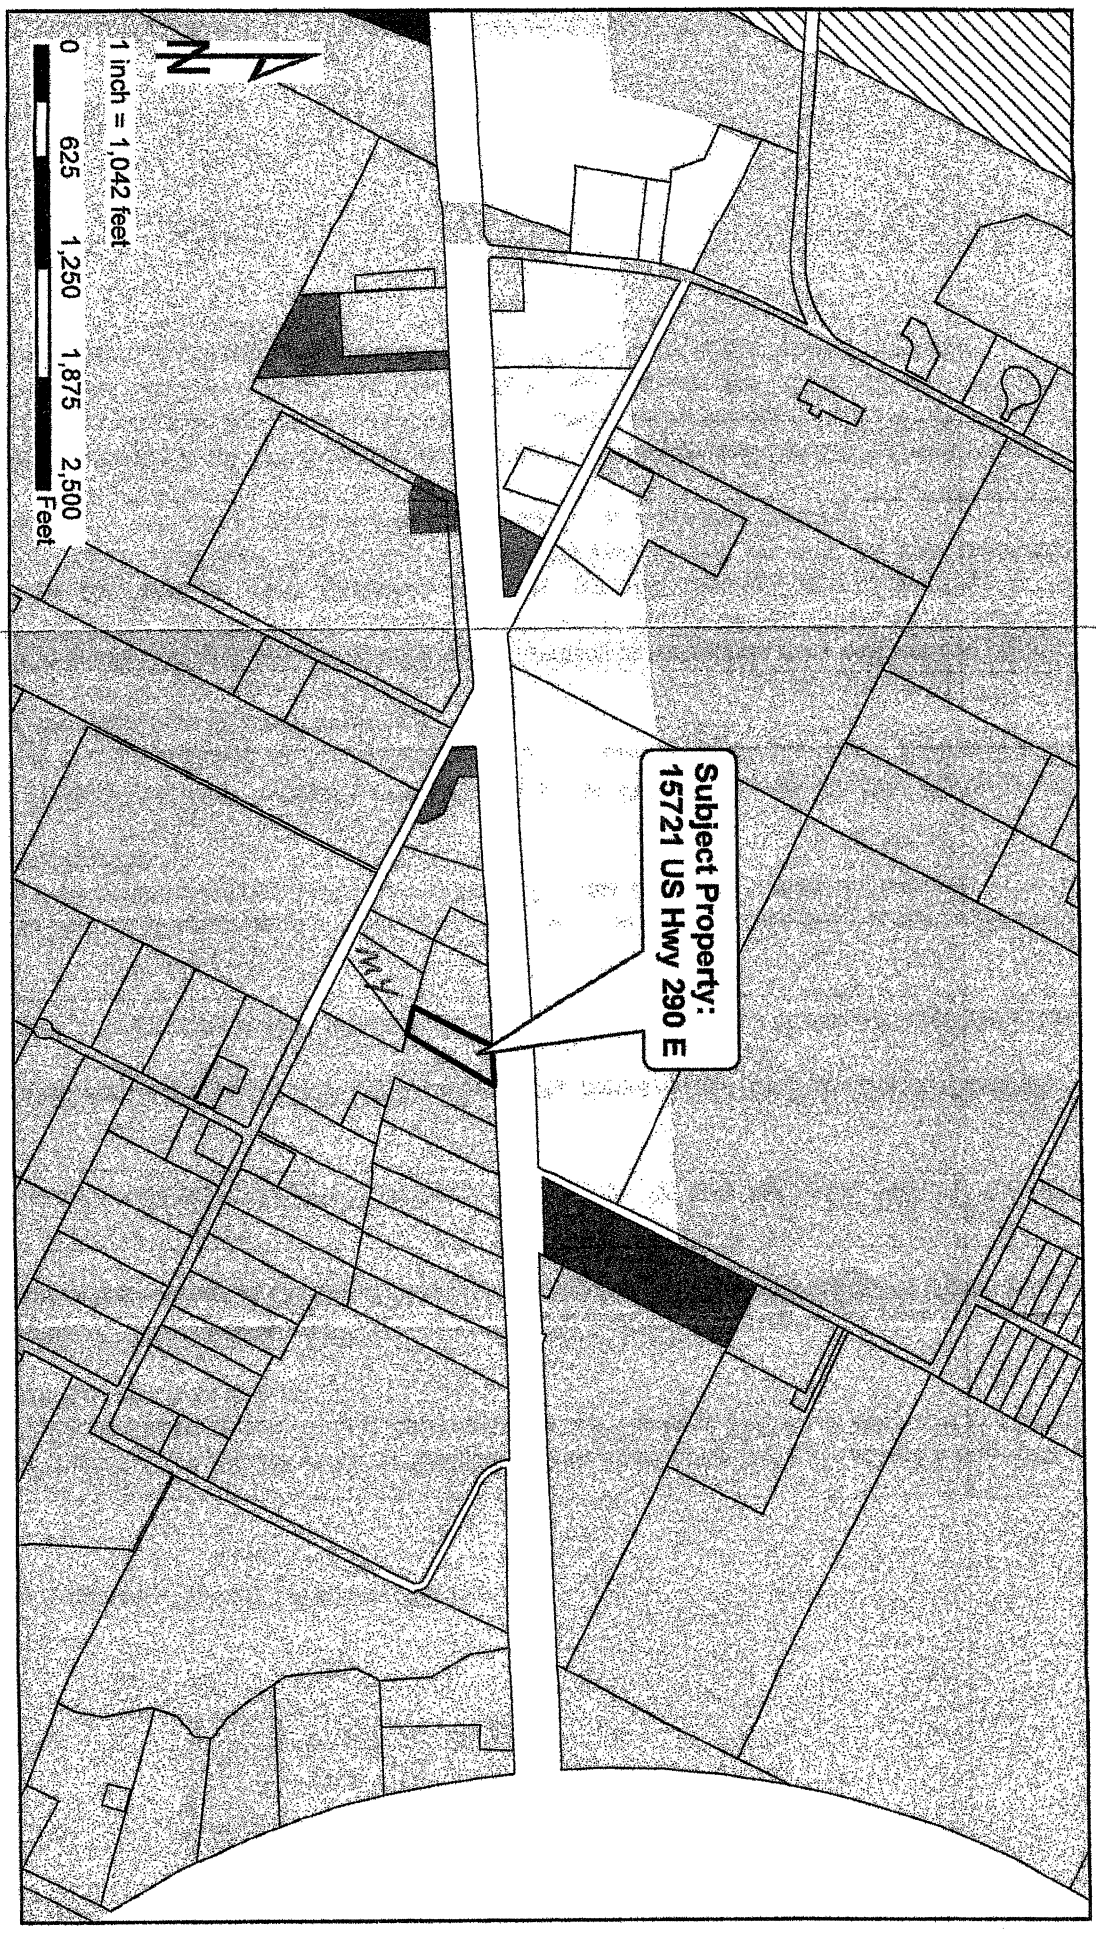 Subject Property:
15721 US Hwy 290 E
my
N
1 inch = 1,042 feet
0 625 1,250 1,875 2,500
Feet